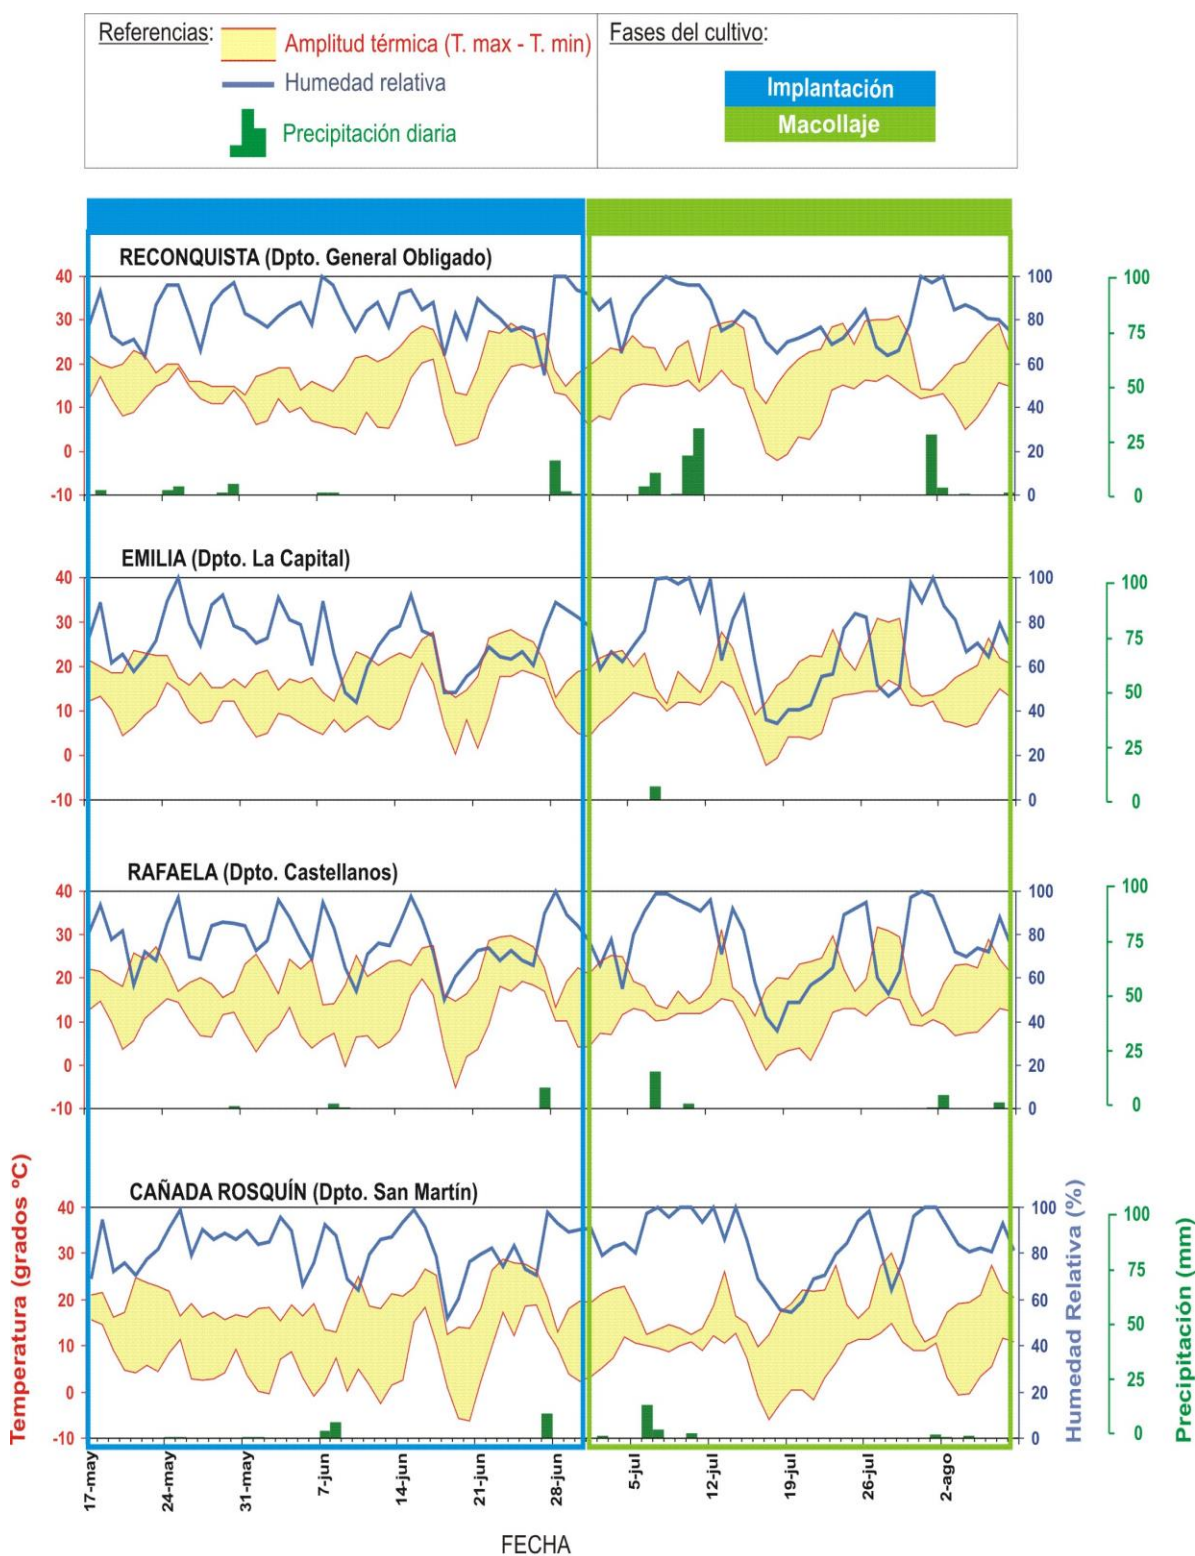 Referencias:
Amplitud térmica (T. max - T. min)
Humedad relativa
Precipitación diaria
Fases del cultivo:
Implantación
Macollaje
RECONQUISTA (Dpto. General Obligado)
40
30
20
10
0
-10
100
80
60
40
20
0
100
75
50
25
0
EMILIA (Dpto. La Capital)
40
30
20
10
0
-10
100
80
60
40
20
0
100
75
50
25
0
RAFAELA (Dpto. Castellanos)
40
30
20
10
0
-10
100
80
60
40
20
0
100
75
50
25
0
CAÑADA ROSQUÍN (Dpto. San Martín)
40
30
20
10
0
-10
100
80
60
40
20
0
100
75
50
25
0
Temperatura (grados ºC)
Humedad Relativa (%)
Precipitación (mm)
17-may
24-may
31-may
7-jun
14-jun
21-jun
28-jun
5-jul
12-jul
19-jul
26-jul
2-ago
FECHA